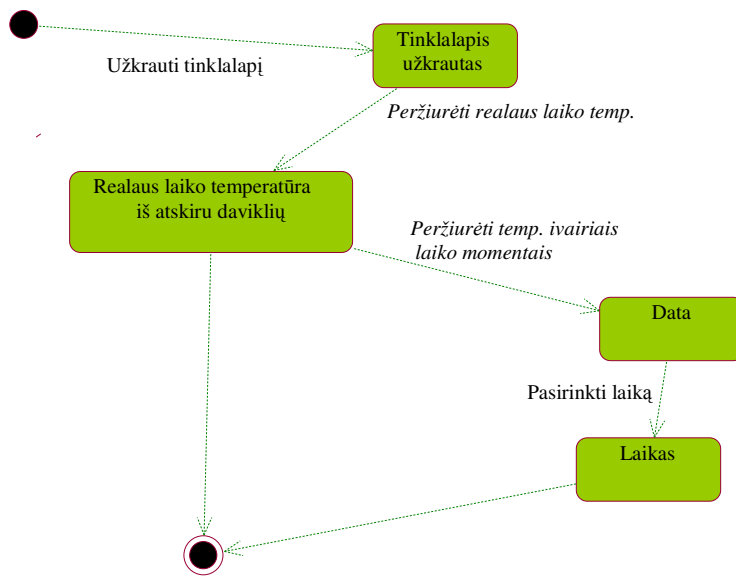 Tinklalapis
užkrautas
Užkrauti tinklalapį
Peržiurėti realaus laiko temp.
Realaus laiko temperatūra
iš atskiru daviklių
Peržiurėti temp. ivairiais
laiko momentais
Data
Pasirinkti laiką
Laikas